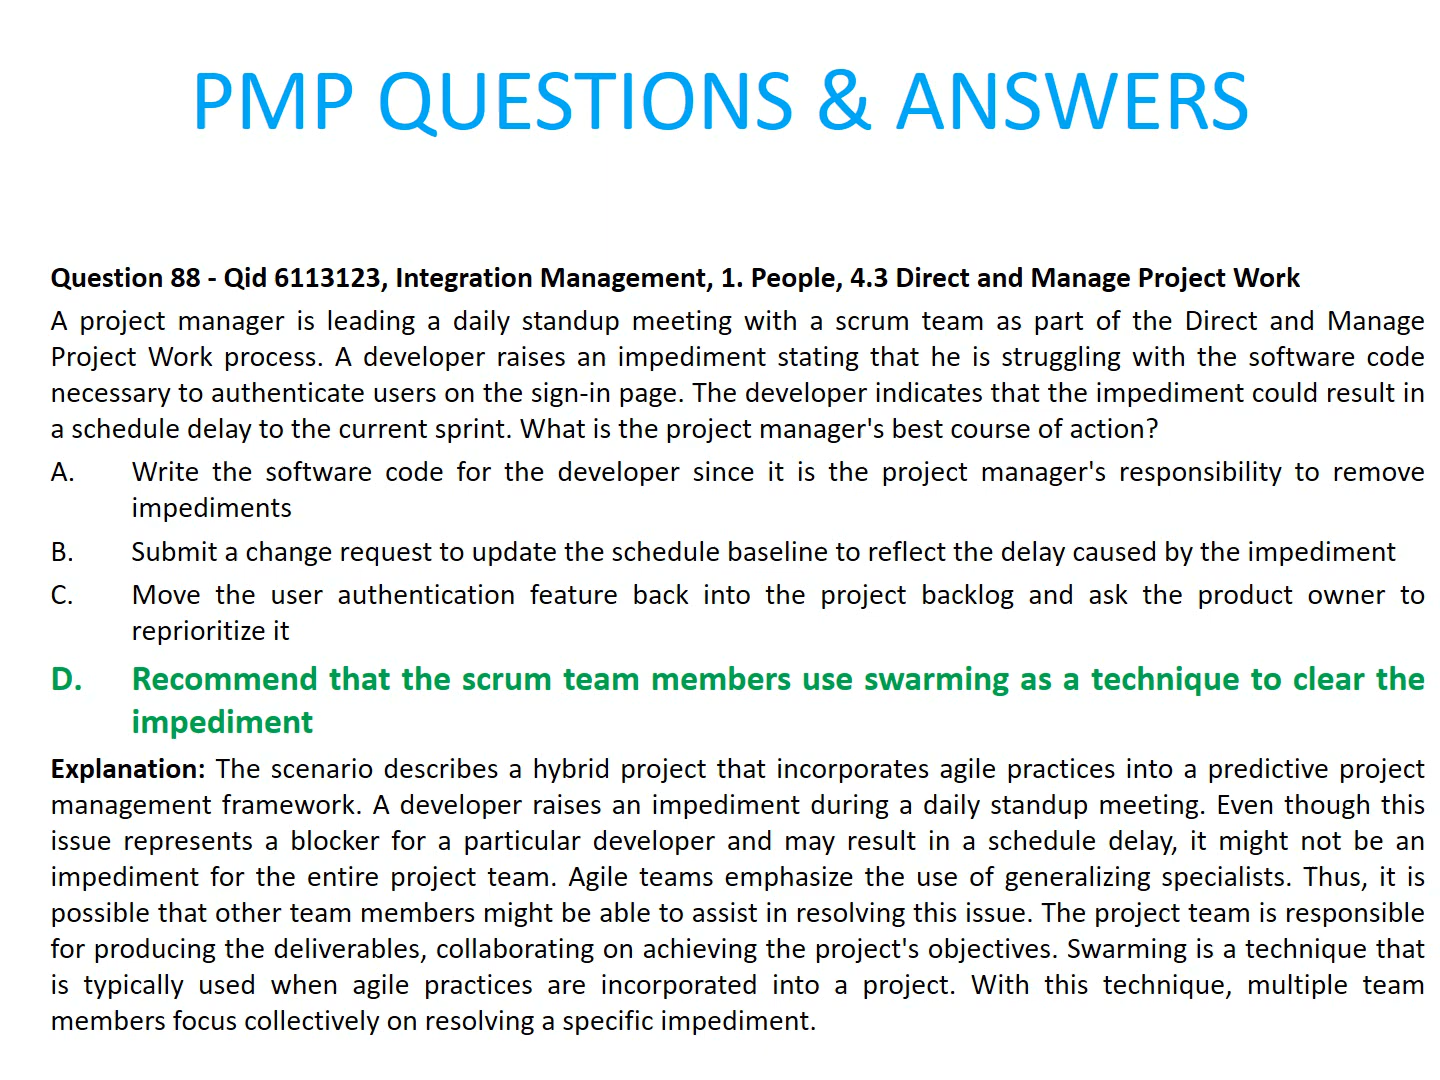 PMP QUESTIONS & ANSWERS
Question 88 - Qid 6113123, Integration Management, 1. People, 4.3 Direct and Manage Project Work
A project manager is leading a daily standup meeting with a scrum team as part of the Direct and Manage
Project Work process. A developer raises an impediment stating that he is struggling with the software code
necessary to authenticate users on the sign-in page. The developer indicates that the impediment could result in
a schedule delay to the current sprint. What is the project manager's best course of action?
A. Write the software code for the developer since it is the project manager's responsibility to remove
impediments
B. Submit a change request to update the schedule baseline to reflect the delay caused by the impediment
C. Move the user authentication feature back into the project backlog and ask the product owner to
reprioritize it
D. Recommend that the scrum team members use swarming as a technique to clear the
impediment
Explanation: The scenario describes a hybrid project that incorporates agile practices into a predictive project
management framework. A developer raises an impediment during a daily standup meeting. Even though this
issue represents a blocker for a particular developer and may result in a schedule delay, it might not be an
impediment for the entire project team. Agile teams emphasize the use of generalizing specialists. Thus, it is
possible that other team members might be able to assist in resolving this issue. The project team is responsible
for producing the deliverables, collaborating on achieving the project's objectives. Swarming is a technique that
is typically used when agile practices are incorporated into a project. With this technique, multiple team
members focus collectively on resolving a specific impediment.